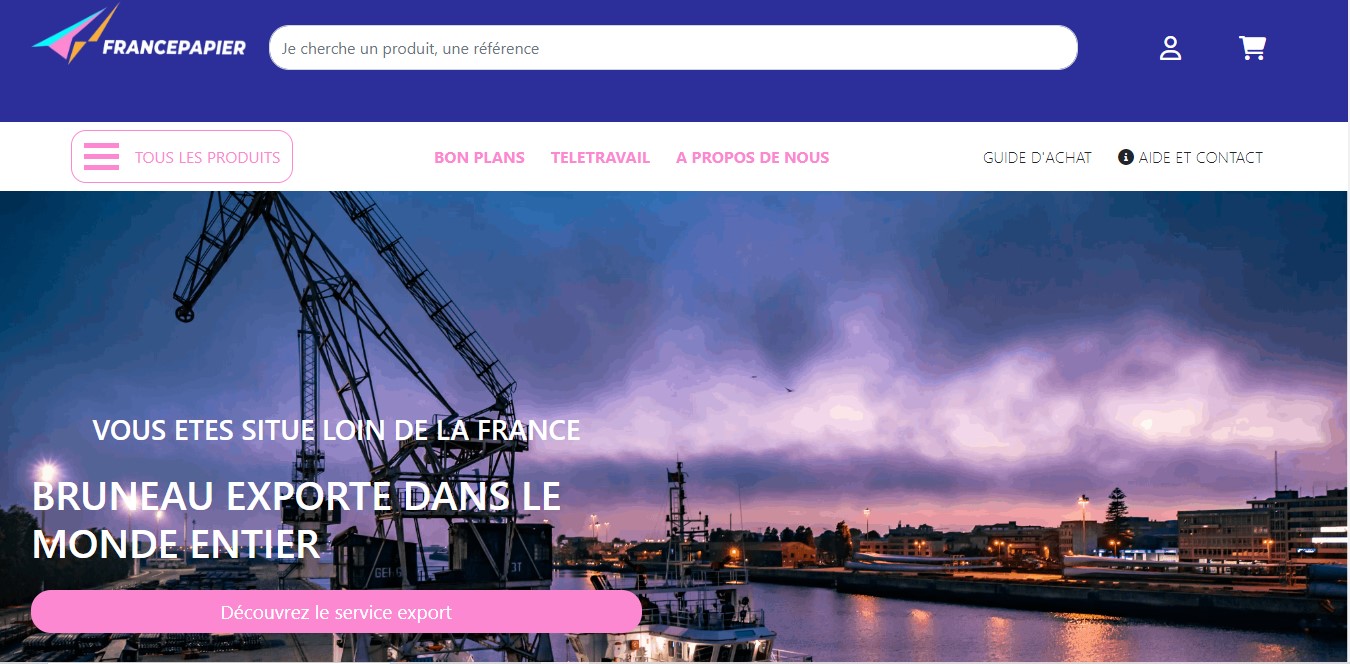 FRANCEPAPIER
Je cherche un produit, une référence
TOUS LES PRODUITS
BON PLANS
TELETRAVAIL
A PROPOS DE NOUS
GUIDE D'ACHAT
AIDE ET CONTACT
VOUS ETES SITUE LOIN DE LA FRANCE
BRUNEAU EXPORTE DANS LE
MONDE ENTIER
Découvrez le service export